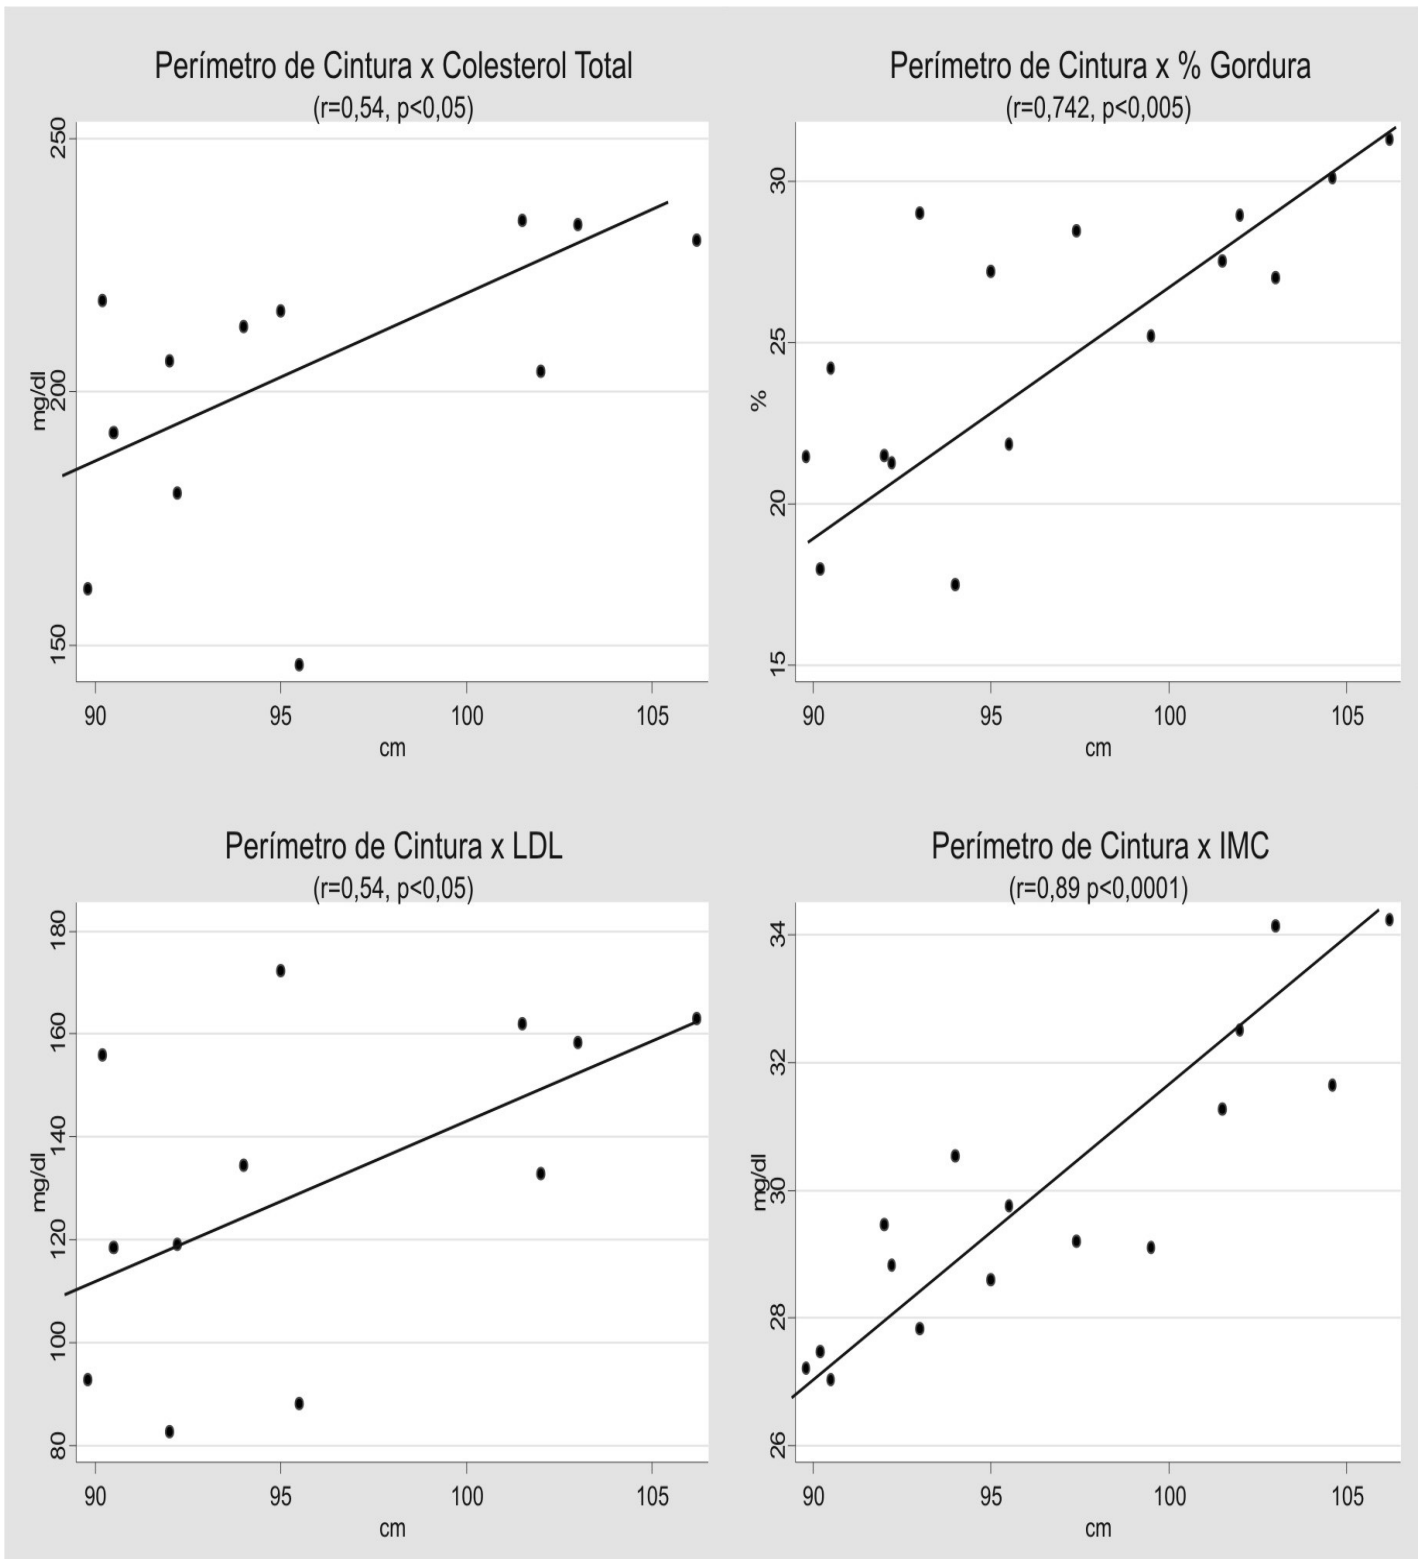 Perímetro de Cintura x Colesterol Total
(r=0,54, p<0,05)
250
200
150
mg/dl
90 95 100 105
cm
Perímetro de Cintura x % Gordura
(r=0,742, p<0,005)
30
25
20
15
%
90 95 100 105
cm
Perímetro de Cintura x LDL
(r=0,54, p<0,05)
180
160
140
120
100
80
mg/dl
90 95 100 105
cm
Perímetro de Cintura x IMC
(r=0,89 p<0,0001)
34
32
30
28
26
mg/dl
90 95 100 105
cm